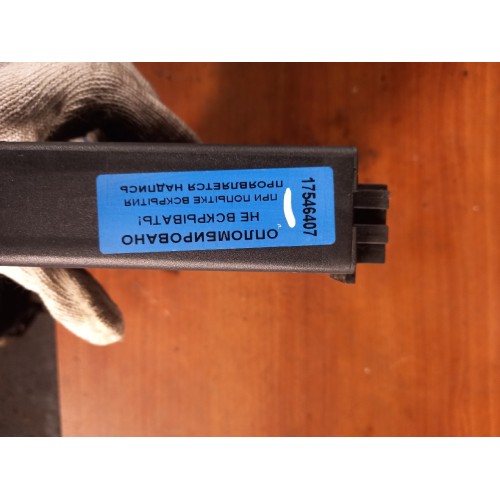 ОПЛОМБИРОВАНО
НЕ ВСКРЫВАТЬ!
ПРИ ПОПЫТКЕ ВСКРЫТИЯ
ПРОЯВЛЯЕТСЯ НАДПИСЬ
17546407